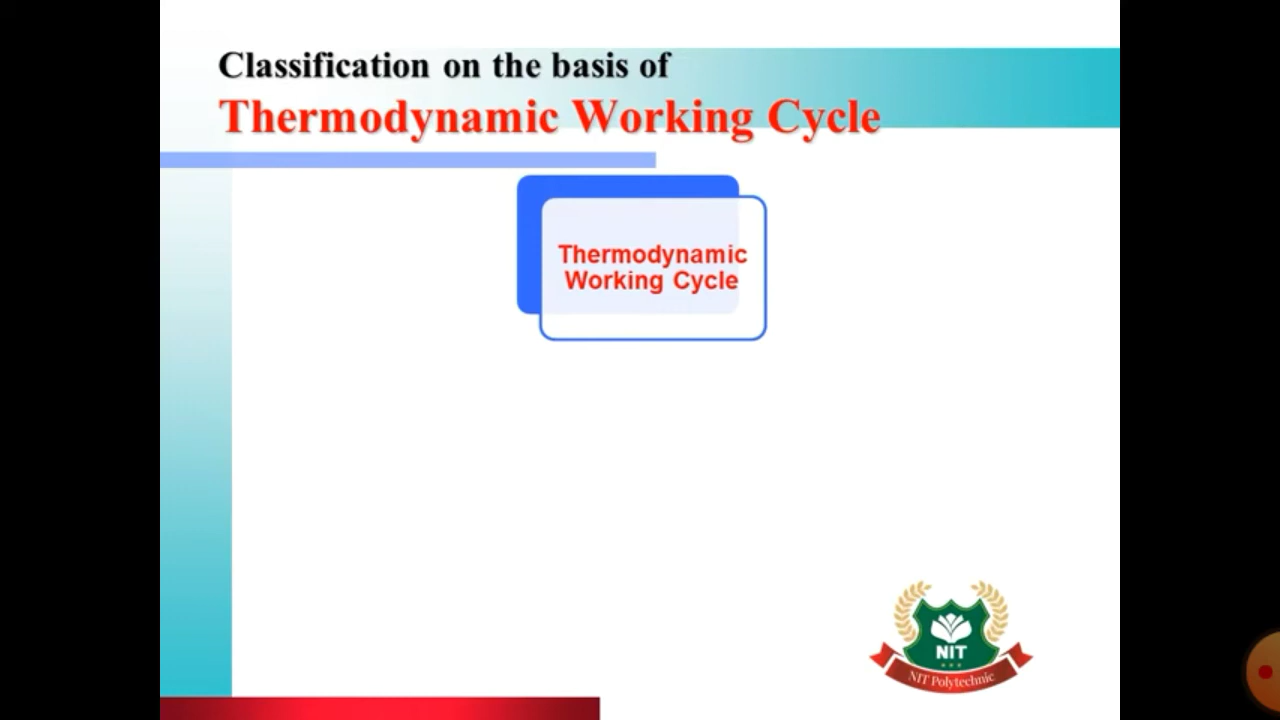 Classification on the basis of
Thermodynamic Working Cycle
Thermodynamic
Working Cycle
NIT
NIT Polytechnic